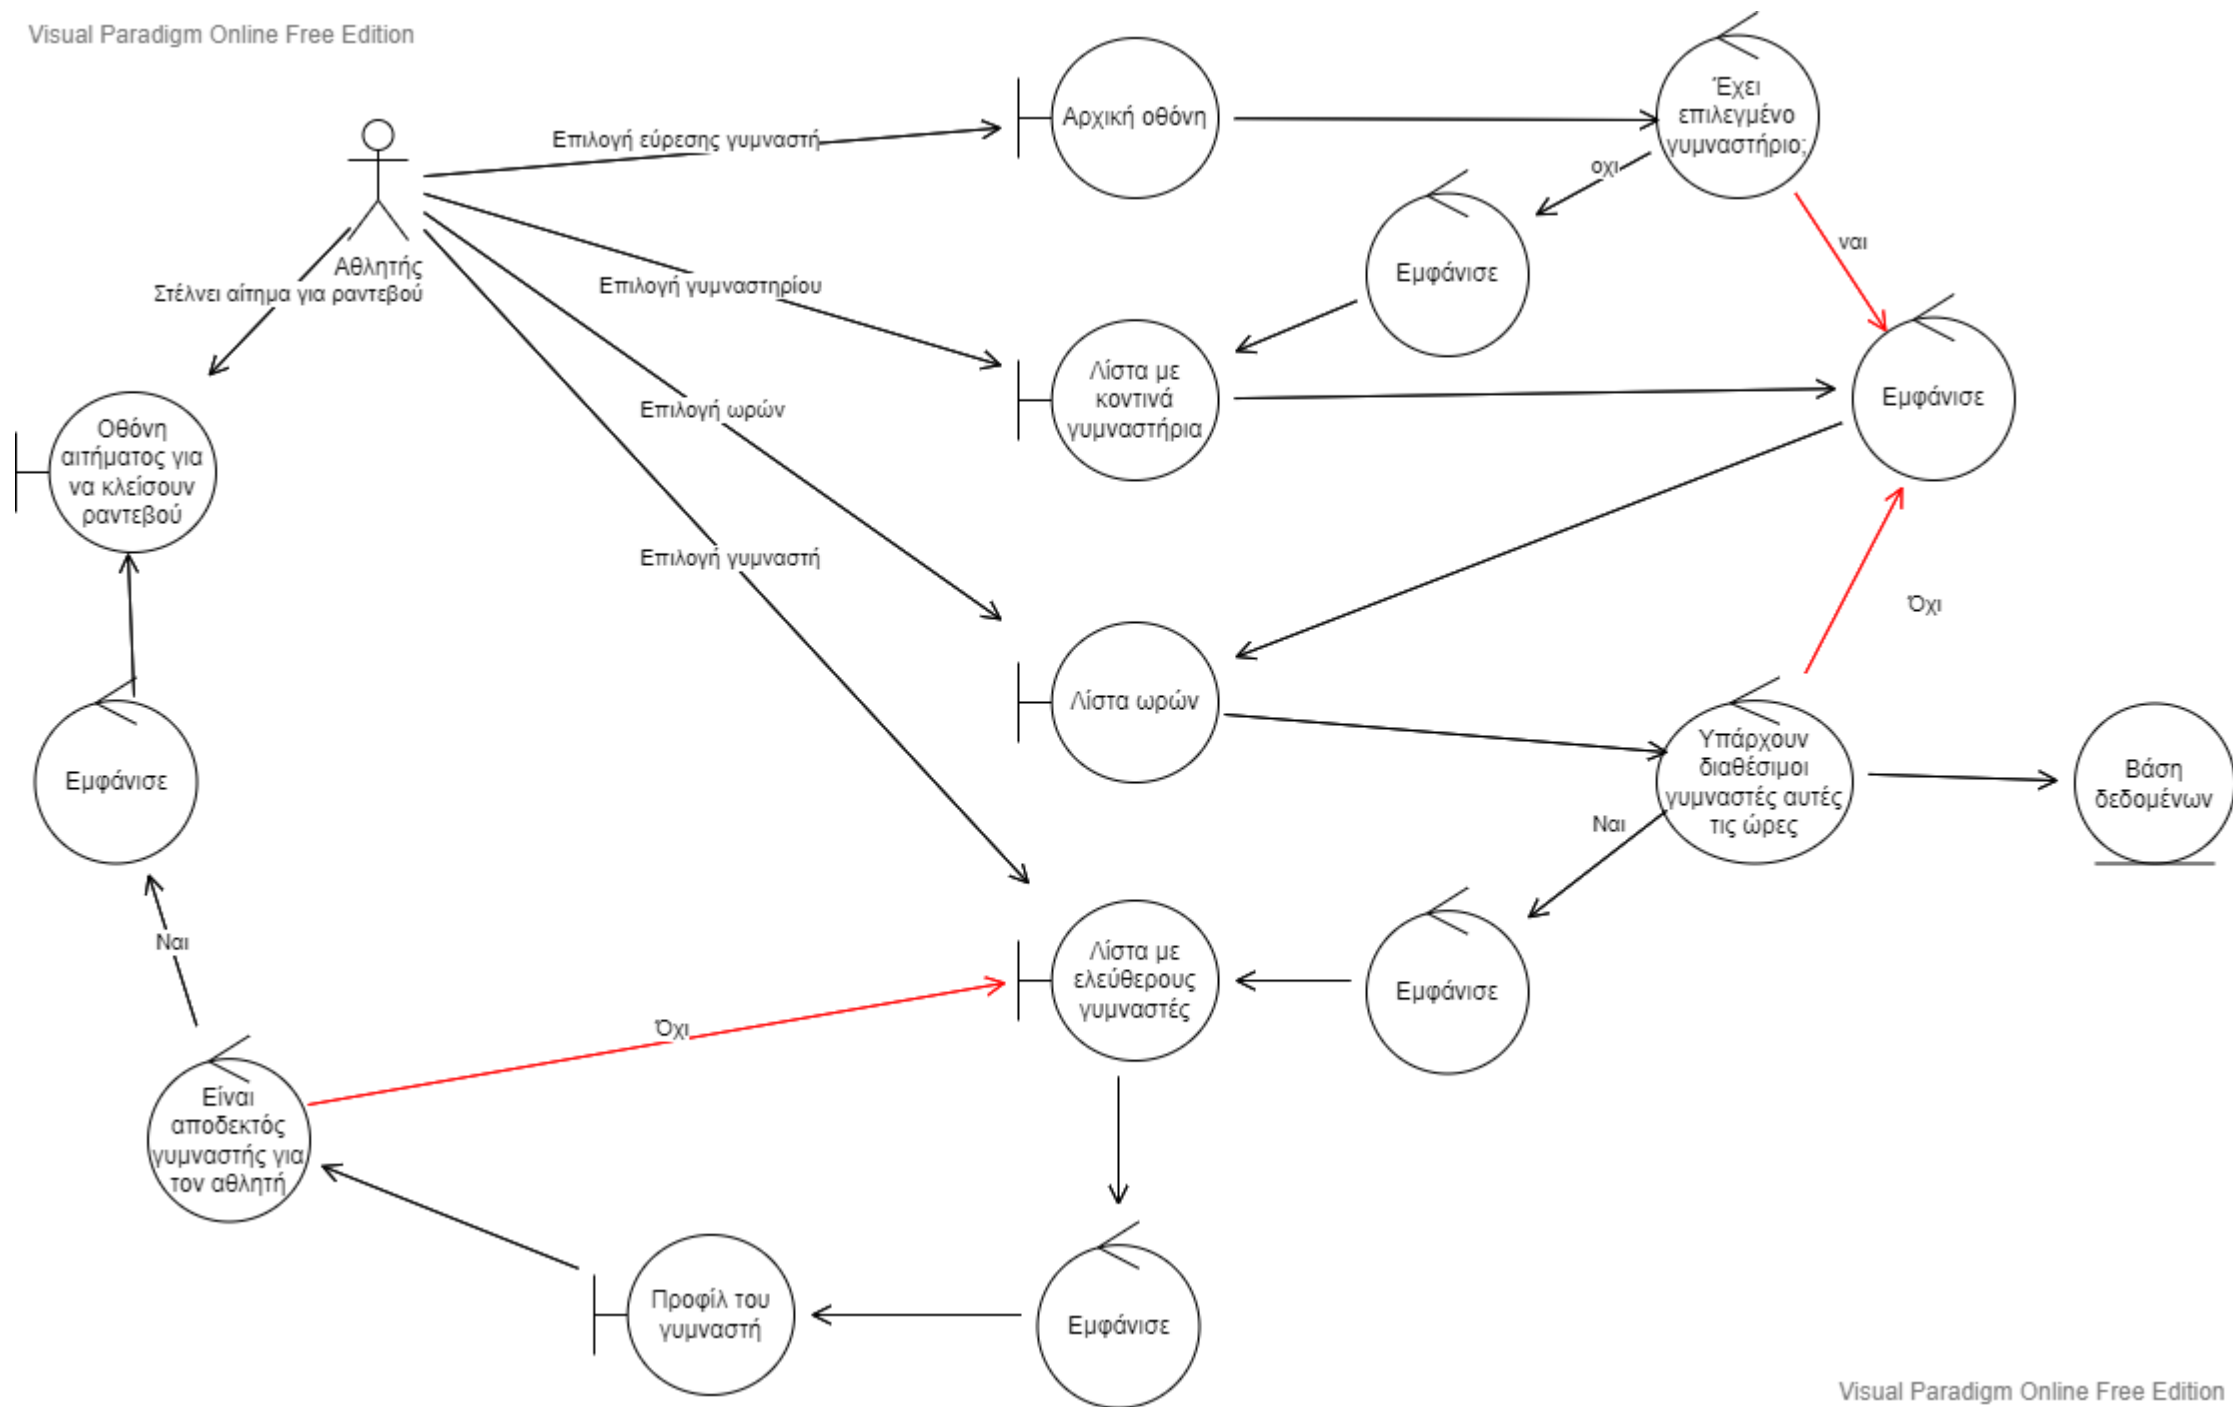 Visual Paradigm Online Free Edition
Αρχική οθόνη
Έχει
επιλεγμένο
γυμναστήριο;
Επιλογή εύρεσης γυμναστή
οχι
ναι
Αθλητής
Στέλνει αίτημα για ραντεβού
Επιλογή γυμναστηρίου
Εμφάνισε
Λίστα με
κοντινά
γυμναστήρια
Εμφάνισε
Επιλογή ωρών
Οθόνη
αιτήματος για
να κλείσουν
ραντεβού
Επιλογή γυμναστή
Όχι
Λίστα ωρών
Υπάρχουν
διαθέσιμοι
γυμναστές αυτές
τις ώρες
Βάση
δεδομένων
Εμφάνισε
Ναι
Ναι
Λίστα με
ελεύθερους
γυμναστές
Εμφάνισε
Όχι
Είναι
αποδεκτός
γυμναστής για
τον αθλητή
Προφίλ του
γυμναστή
Εμφάνισε
Visual Paradigm Online Free Edition